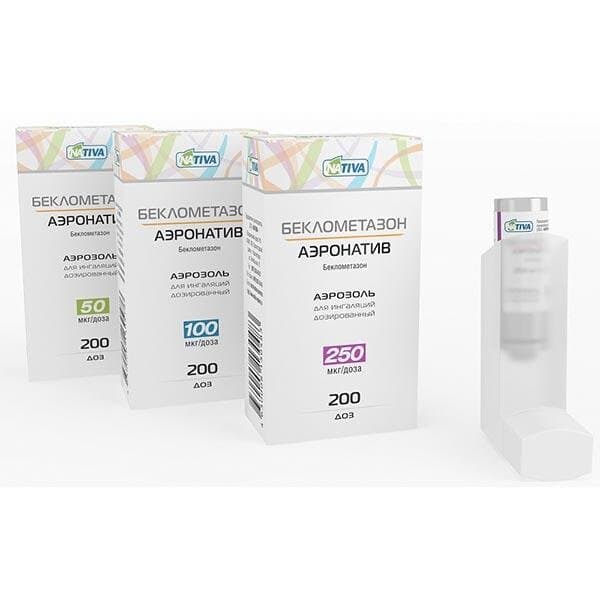 NATIVA
БЕКЛОМЕТАЗОН
АЭРОНАТИВ
Беклометазон
АЭРОЗОЛЬ
для ингаляций
дозированный
50
мкг/доза
200
доз
NATIVA
БЕКЛОМЕТАЗОН
АЭРОНАТИВ
Беклометазон
АЭРОЗОЛЬ
для ингаляций
дозированный
100
мкг/доза
200
доз
NATIVA
БЕКЛОМЕТАЗОН
АЭРОНАТИВ
Беклометазон
АЭРОЗОЛЬ
для ингаляций
дозированный
250
мкг/доза
200
доз
NATIVA